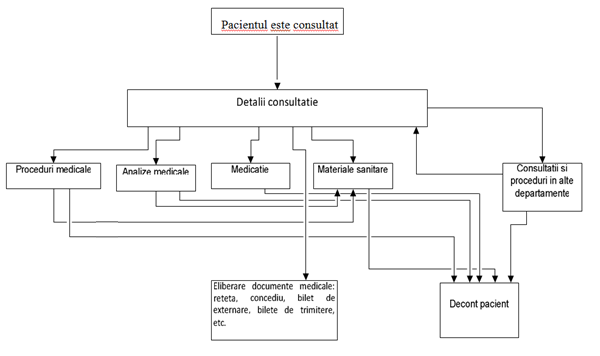 Pacientul este consultat
Detalii consultatie
Proceduri medicale
Analize medicale
Medicatie
Materiale sanitare
Consultatii si
proceduri in alte
departamente
Eliberare documente medicale:
reteta, concediu, bilet de
externare, bilete de trimitere,
etc.
Decont pacient